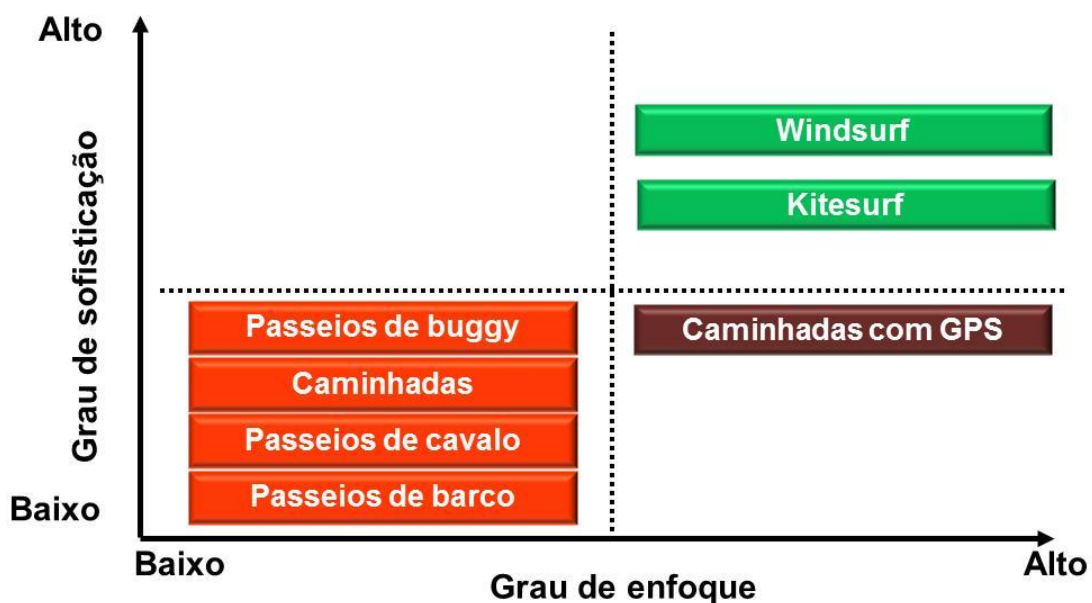 Alto
Grau de sofisticação
Windsurf
Kitesurf
Passeios de buggy
Caminhadas com GPS
Caminhadas
Passeios de cavalo
Passeios de barco
Baixo
Baixo
Grau de enfoque
Alto